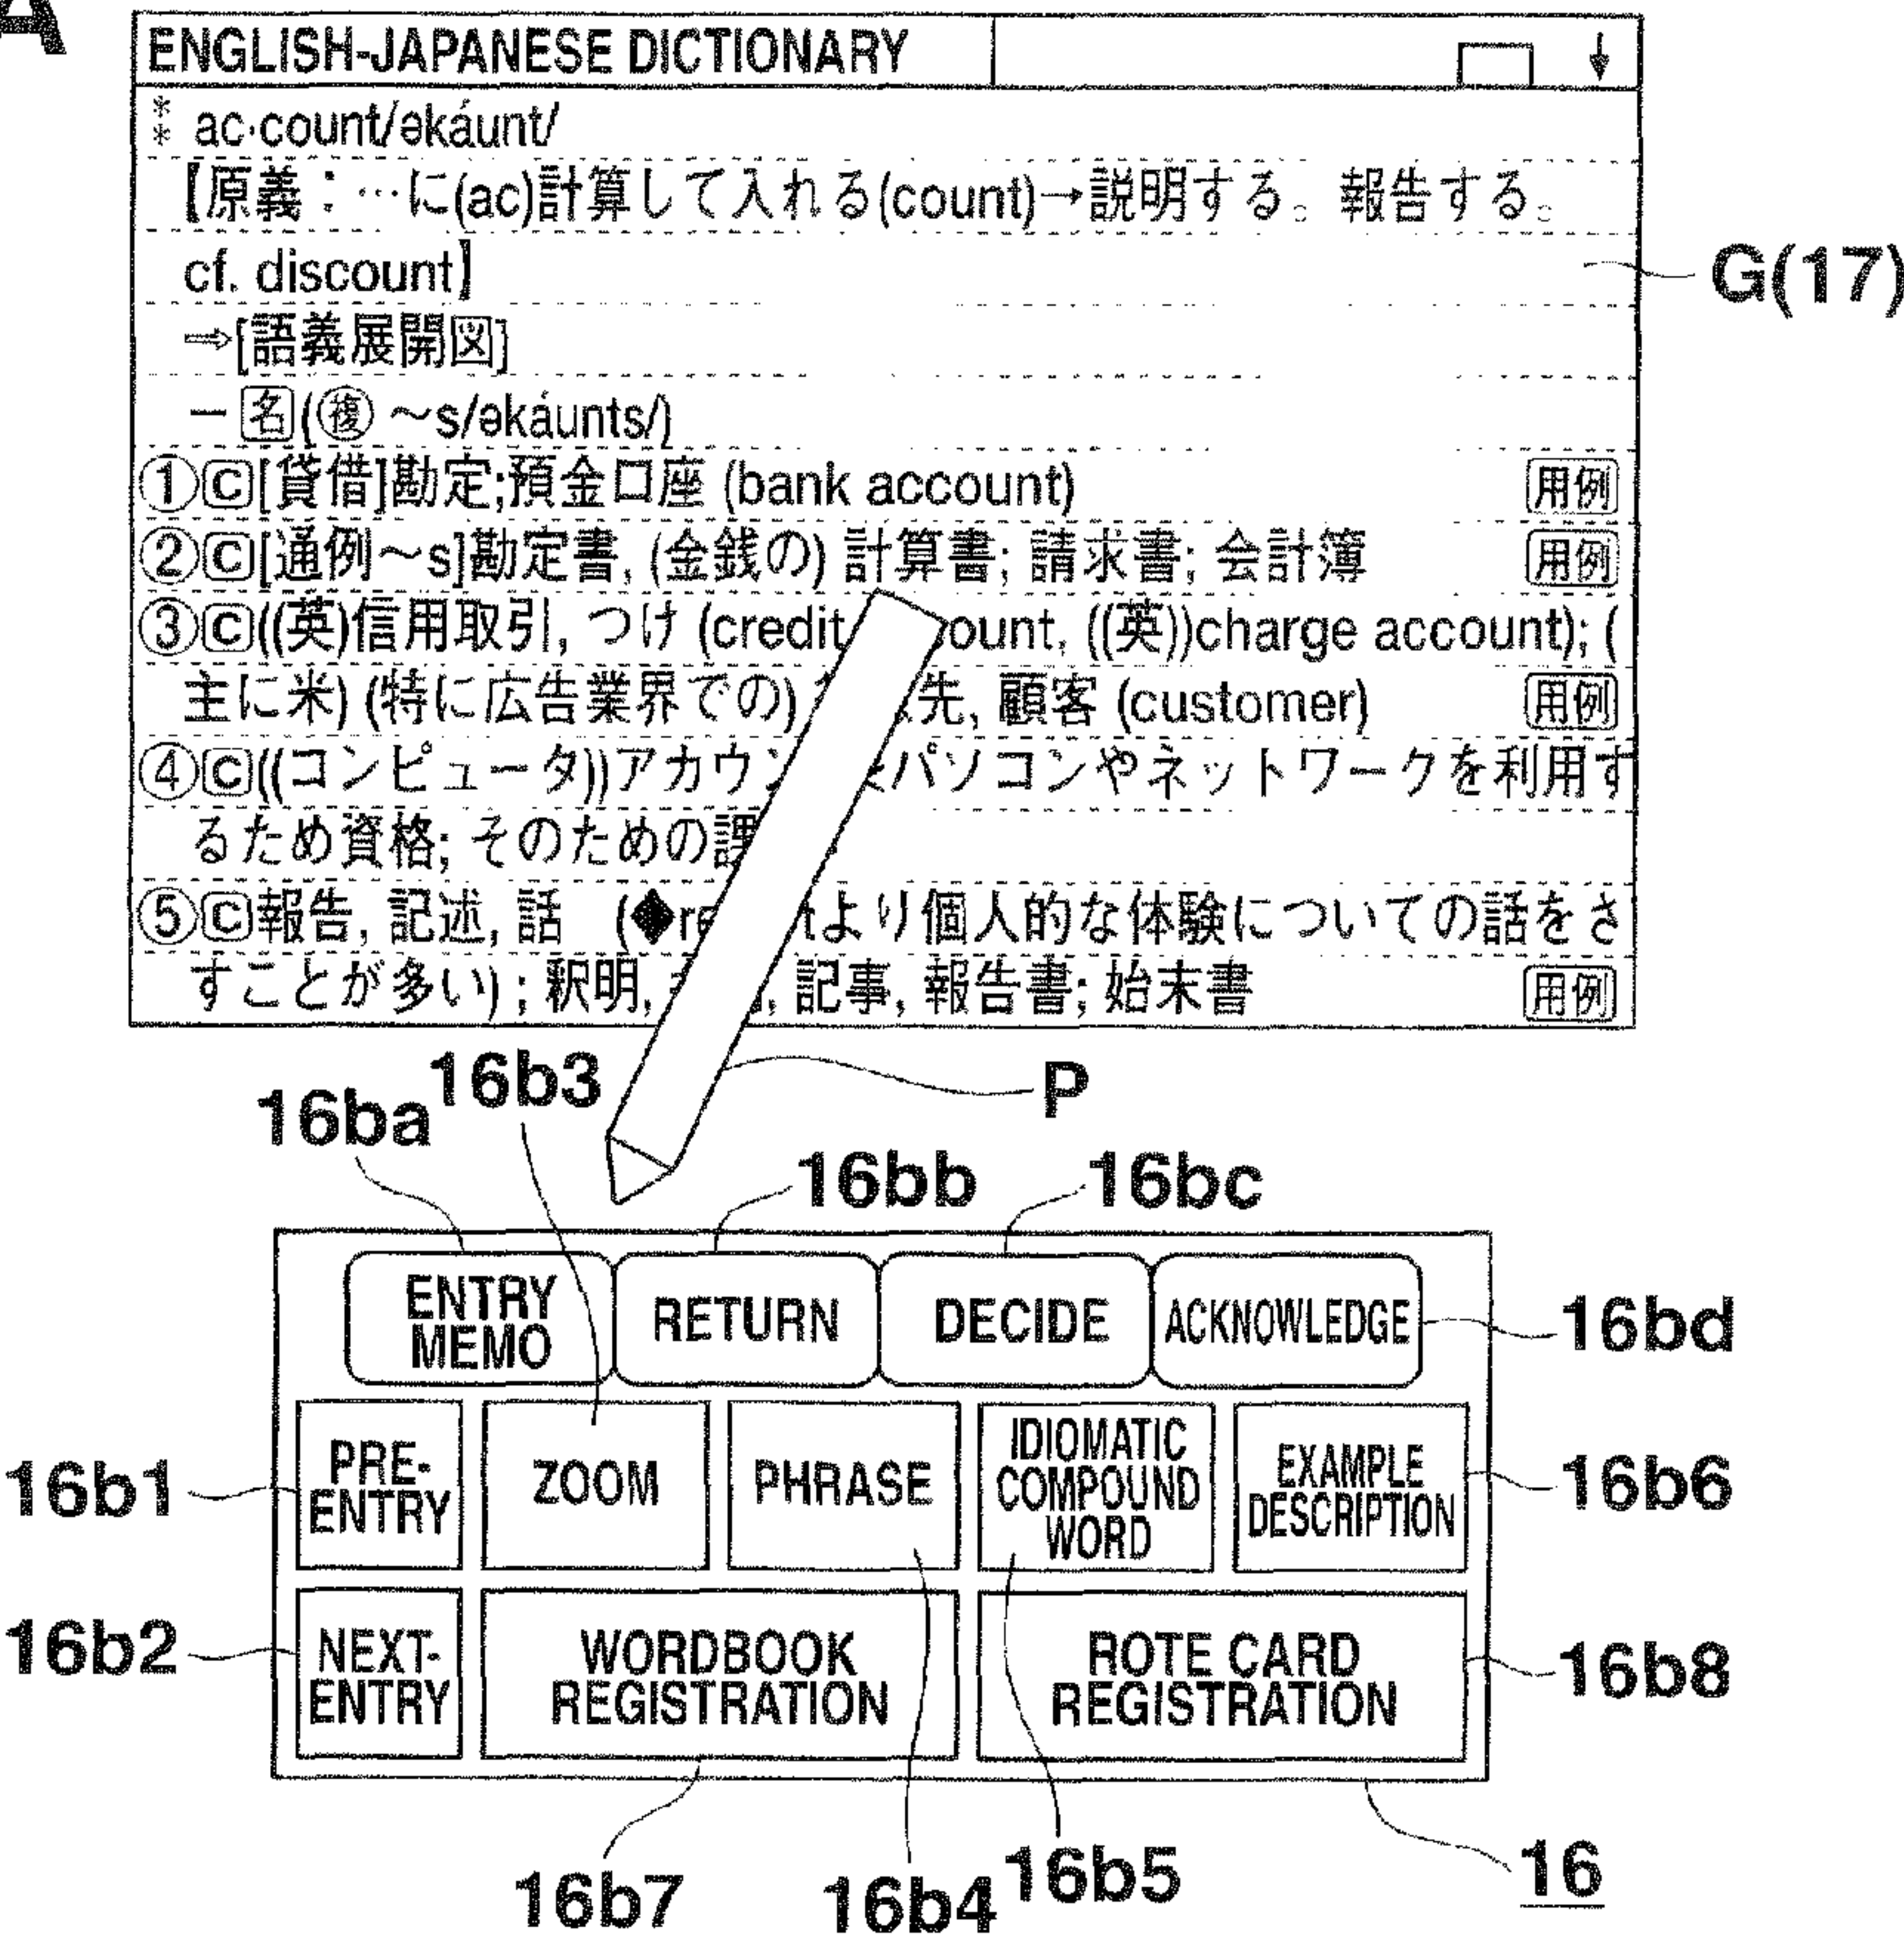 A
ENGLISH-JAPANESE DICTIONARY ↓
** ac·count/əkáunt/
【原義：…に(ac)計算して入れる(count)→説明する。報告する。
cf. discount】
⇒[語義展開図]
ー名(複 ～s/əkáunts/)
①C[貸借]勘定;預金口座 (bank account) 用例
②C[通例～s]勘定書, (金銭の) 計算書; 請求書; 会計簿 用例
③C((英)信用取引, つけ (credit ount, ((英))charge account); (
主に米) (特に広告業界での) 先, 顧客 (customer) 用例
④C((コンピュータ))アカウン パソコンやネットワークを利用す
るため資格; そのための課
⑤C報告, 記述, 話 (◆re より個人的な体験についての話をさ
すことが多い) ; 釈明, 記事, 報告書; 始末書 用例
G(17)
P
16ba
16b3
16bb
16bc
ENTRY
MEMO
RETURN
DECIDE
ACKNOWLEDGE
16bd
16b1
PRE-
ENTRY
ZOOM
PHRASE
IDIOMATIC
COMPOUND
WORD
EXAMPLE
DESCRIPTION
16b6
16b2
NEXT-
ENTRY
WORDBOOK
REGISTRATION
ROTE CARD
REGISTRATION
16b8
16b7
16b4
16b5
16